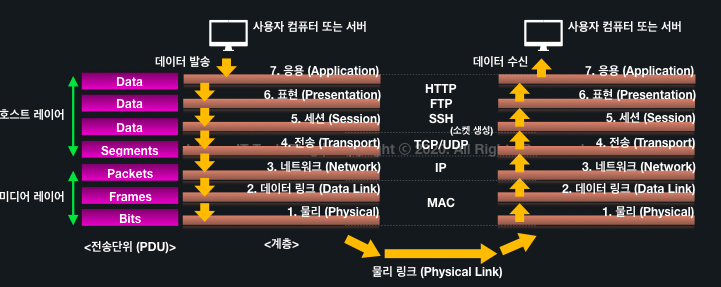 사용자 컴퓨터 또는 서버
사용자 컴퓨터 또는 서버
데이터 발송
데이터 수신
7. 응용 (Application)
7. 응용 (Application)
Data
HTTP
6. 표현 (Presentation)
6. 표현 (Presentation)
Data
FTP
호스트 레이어
5. 세션 (Session)
SSH
5. 세션 (Session)
Data
(소켓 생성)
4. 전송 (Transport)
TCP/UDP
4. 전송 (Transport)
Segments
© 2020. All Right
3. 네트워크 (Network)
IP
3. 네트워크 (Network)
Packets
미디어 레이어
2. 데이터 링크 (Data Link)
2. 데이터 링크 (Data Link)
Frames
MAC
1. 물리 (Physical)
1. 물리 (Physical)
Bits
<전송단위 (PDU)>
<계층>
물리 링크 (Physical Link)